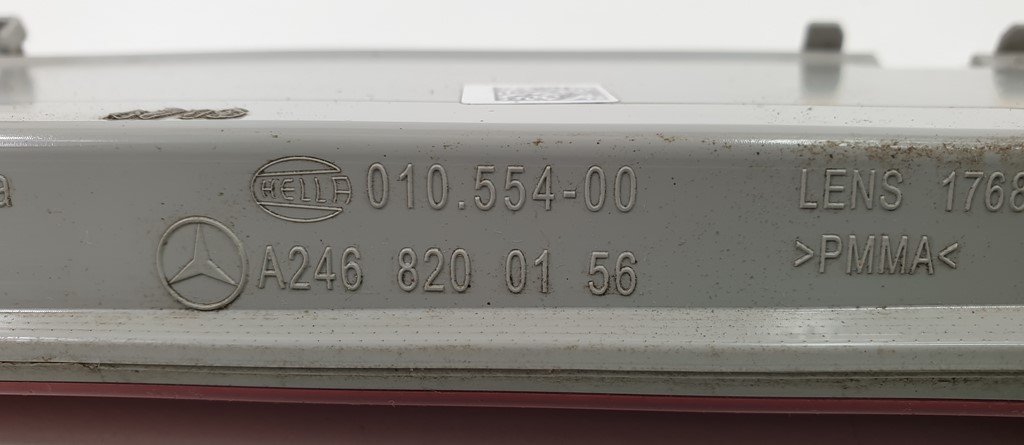 HELLA 010.554-00
A246 820 01 56
LENS 1768
>PMMA<